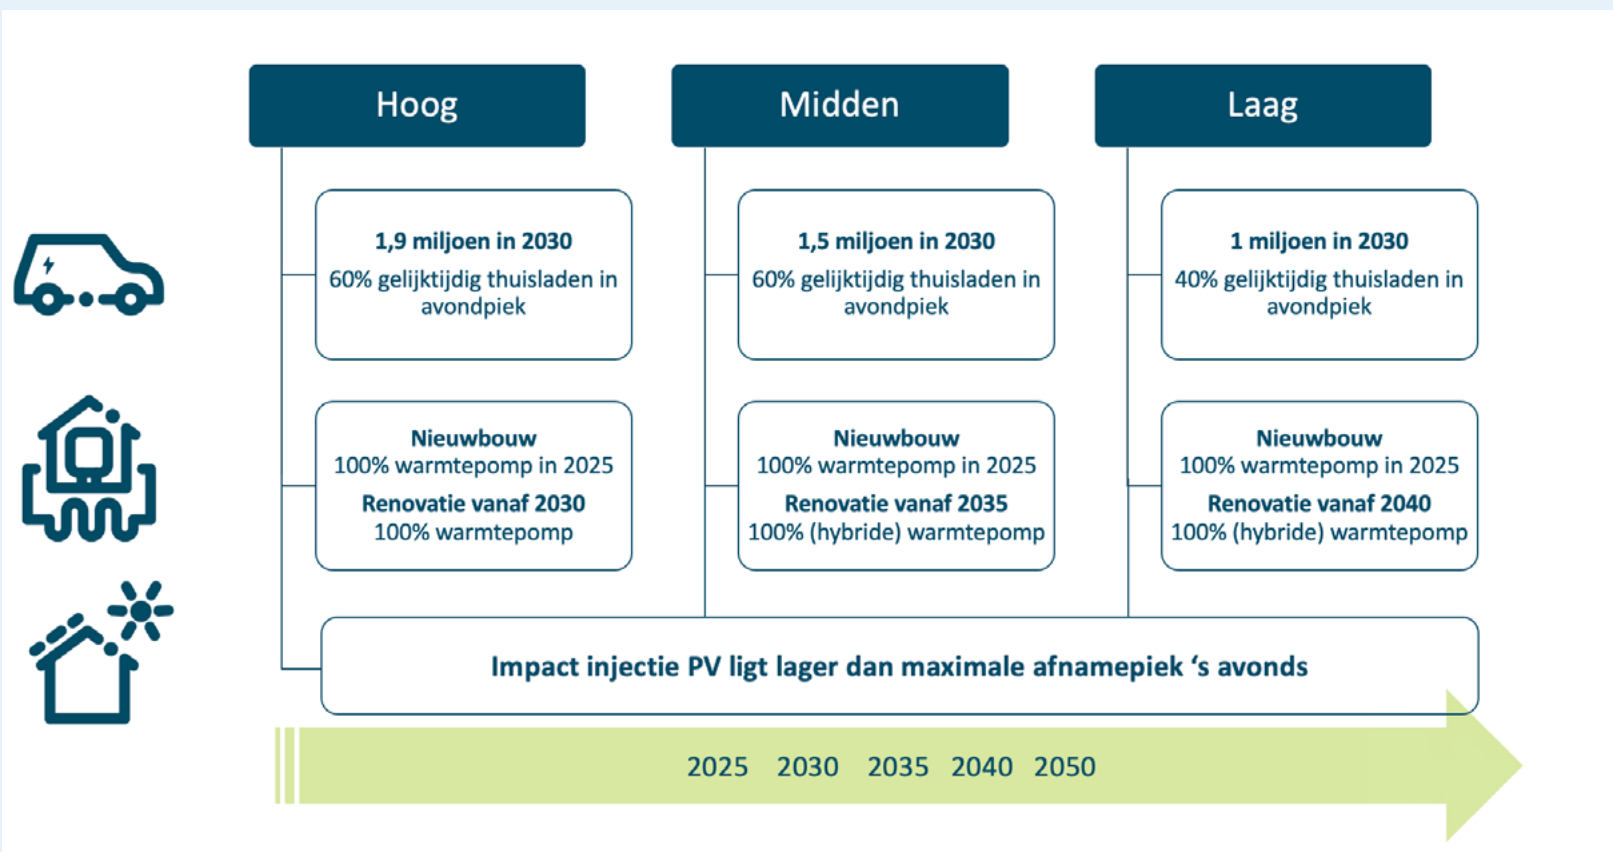 Hoog
Midden
Laag
1,9 miljoen in 2030
60% gelijktijdig thuisladen in
avondpiek
1,5 miljoen in 2030
60% gelijktijdig thuisladen in
avondpiek
1 miljoen in 2030
40% gelijktijdig thuisladen in
avondpiek
Nieuwbouw
100% warmtepomp in 2025
Renovatie vanaf 2030
100% warmtepomp
Nieuwbouw
100% warmtepomp in 2025
Renovatie vanaf 2035
100% (hybride) warmtepomp
Nieuwbouw
100% warmtepomp in 2025
Renovatie vanaf 2040
100% (hybride) warmtepomp
Impact injectie PV ligt lager dan maximale afnamepiek ‘s avonds
2025 2030 2035 2040 2050